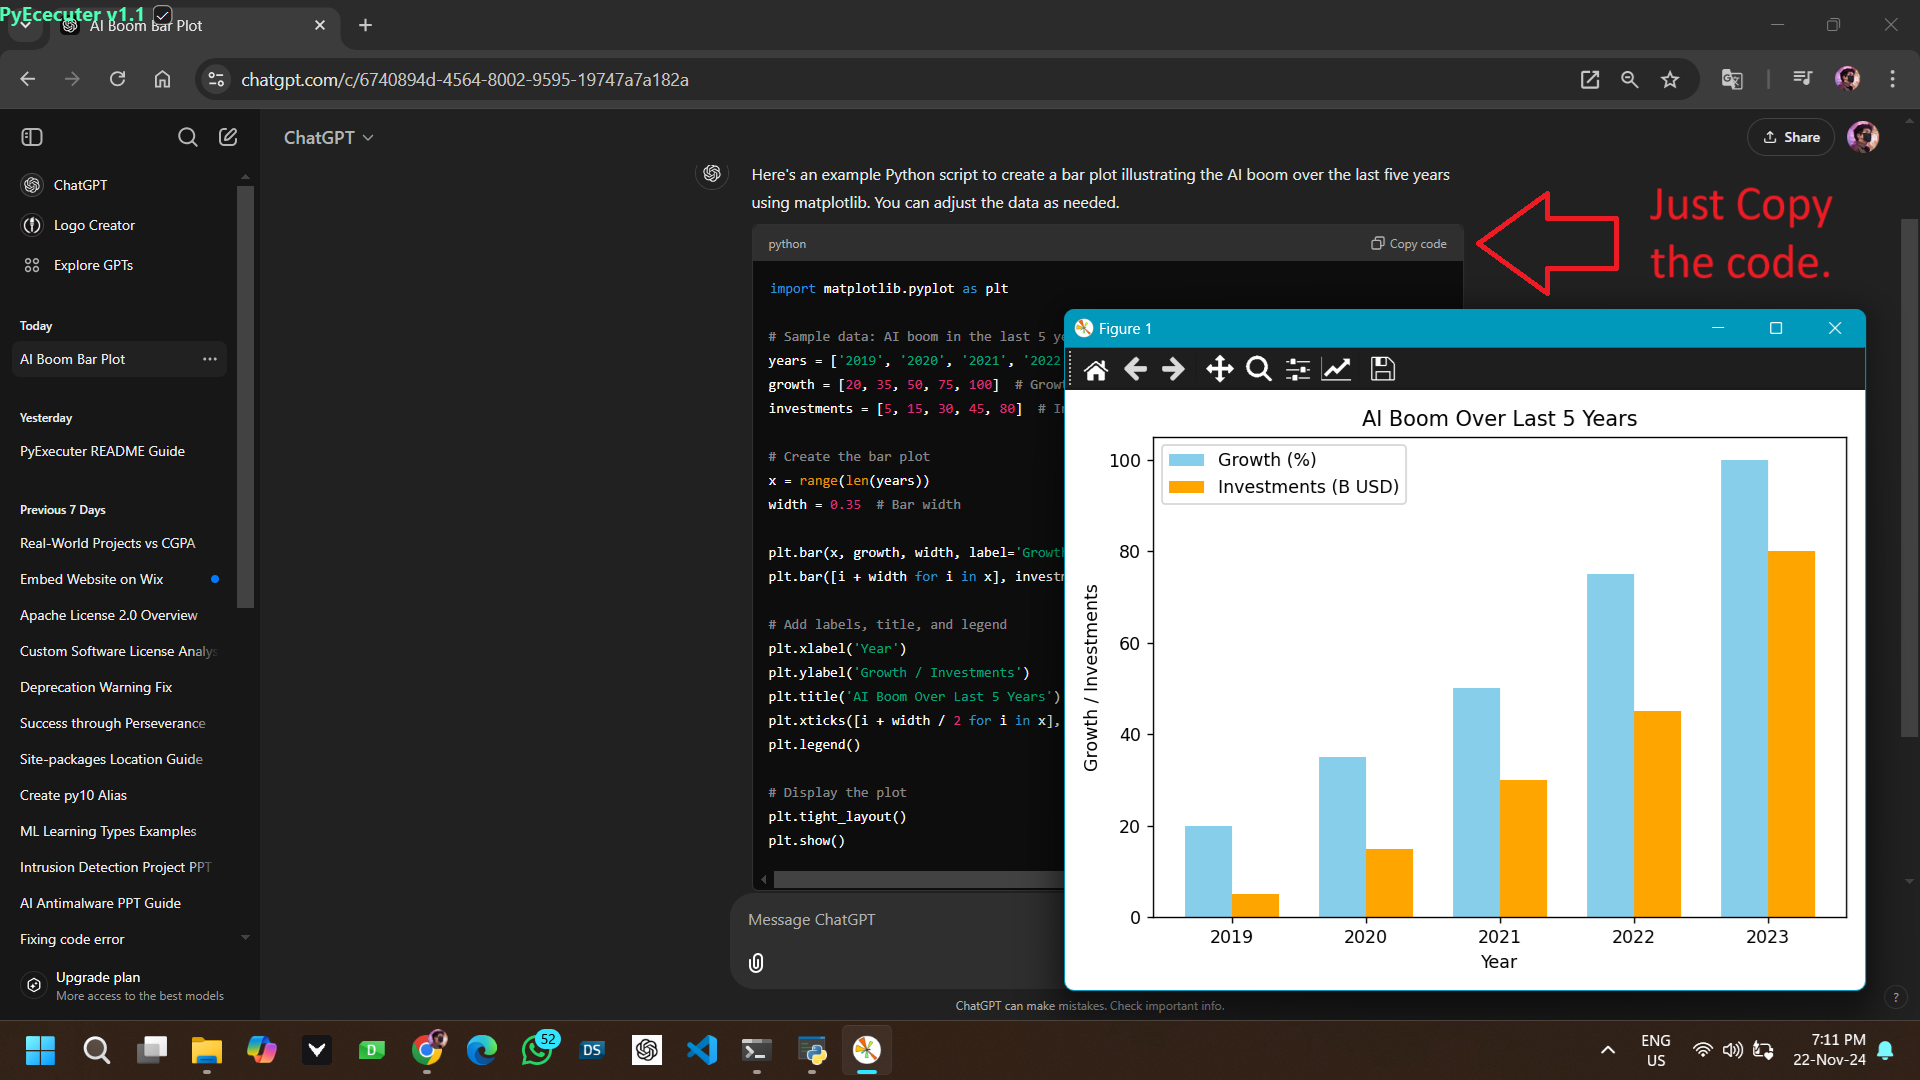 PyEcecuter v1.1
AI Boom Bar Plot
chatgpt.com/c/6740894d-4564-8002-9595-19747a7a182a
ChatGPT
Share
ChatGPT
Logo Creator
Explore GPTs
Today
AI Boom Bar Plot
Yesterday
PyExecuter README Guide
Previous 7 Days
Real-World Projects vs CGPA
Embed Website on Wix
Apache License 2.0 Overview
Custom Software License Analys
Deprecation Warning Fix
Success through Perseverance
Site-packages Location Guide
Create py10 Alias
ML Learning Types Examples
Intrusion Detection Project PPT
AI Antimalware PPT Guide
Fixing code error
Upgrade plan
More access to the best models
Here's an example Python script to create a bar plot illustrating the AI boom over the last five years
using matplotlib. You can adjust the data as needed.
python
Copy code
import matplotlib.pyplot as plt
# Sample data: AI boom in the last 5 ye
years = ['2019', '2020', '2021', '2022
growth = [20, 35, 50, 75, 100]  # Grow
investments = [5, 15, 30, 45, 80]  # I
# Create the bar plot
x = range(len(years))
width = 0.35  # Bar width
plt.bar(x, growth, width, label='Growt
plt.bar([i + width for i in x], invest
# Add labels, title, and legend
plt.xlabel('Year')
plt.ylabel('Growth / Investments')
plt.title('AI Boom Over Last 5 Years')
plt.xticks([i + width / 2 for i in x],
plt.legend()
# Display the plot
plt.tight_layout()
plt.show()
Message ChatGPT
ChatGPT can make mistakes. Check important info.
?
Just Copy
the code.
Figure 1
AI Boom Over Last 5 Years
Growth (%)
Investments (B USD)
Growth / Investments
100
80
60
40
20
0
2019 2020 2021 2022 2023
Year
D
52
DS
ENG
US
7:11 PM
22-Nov-24